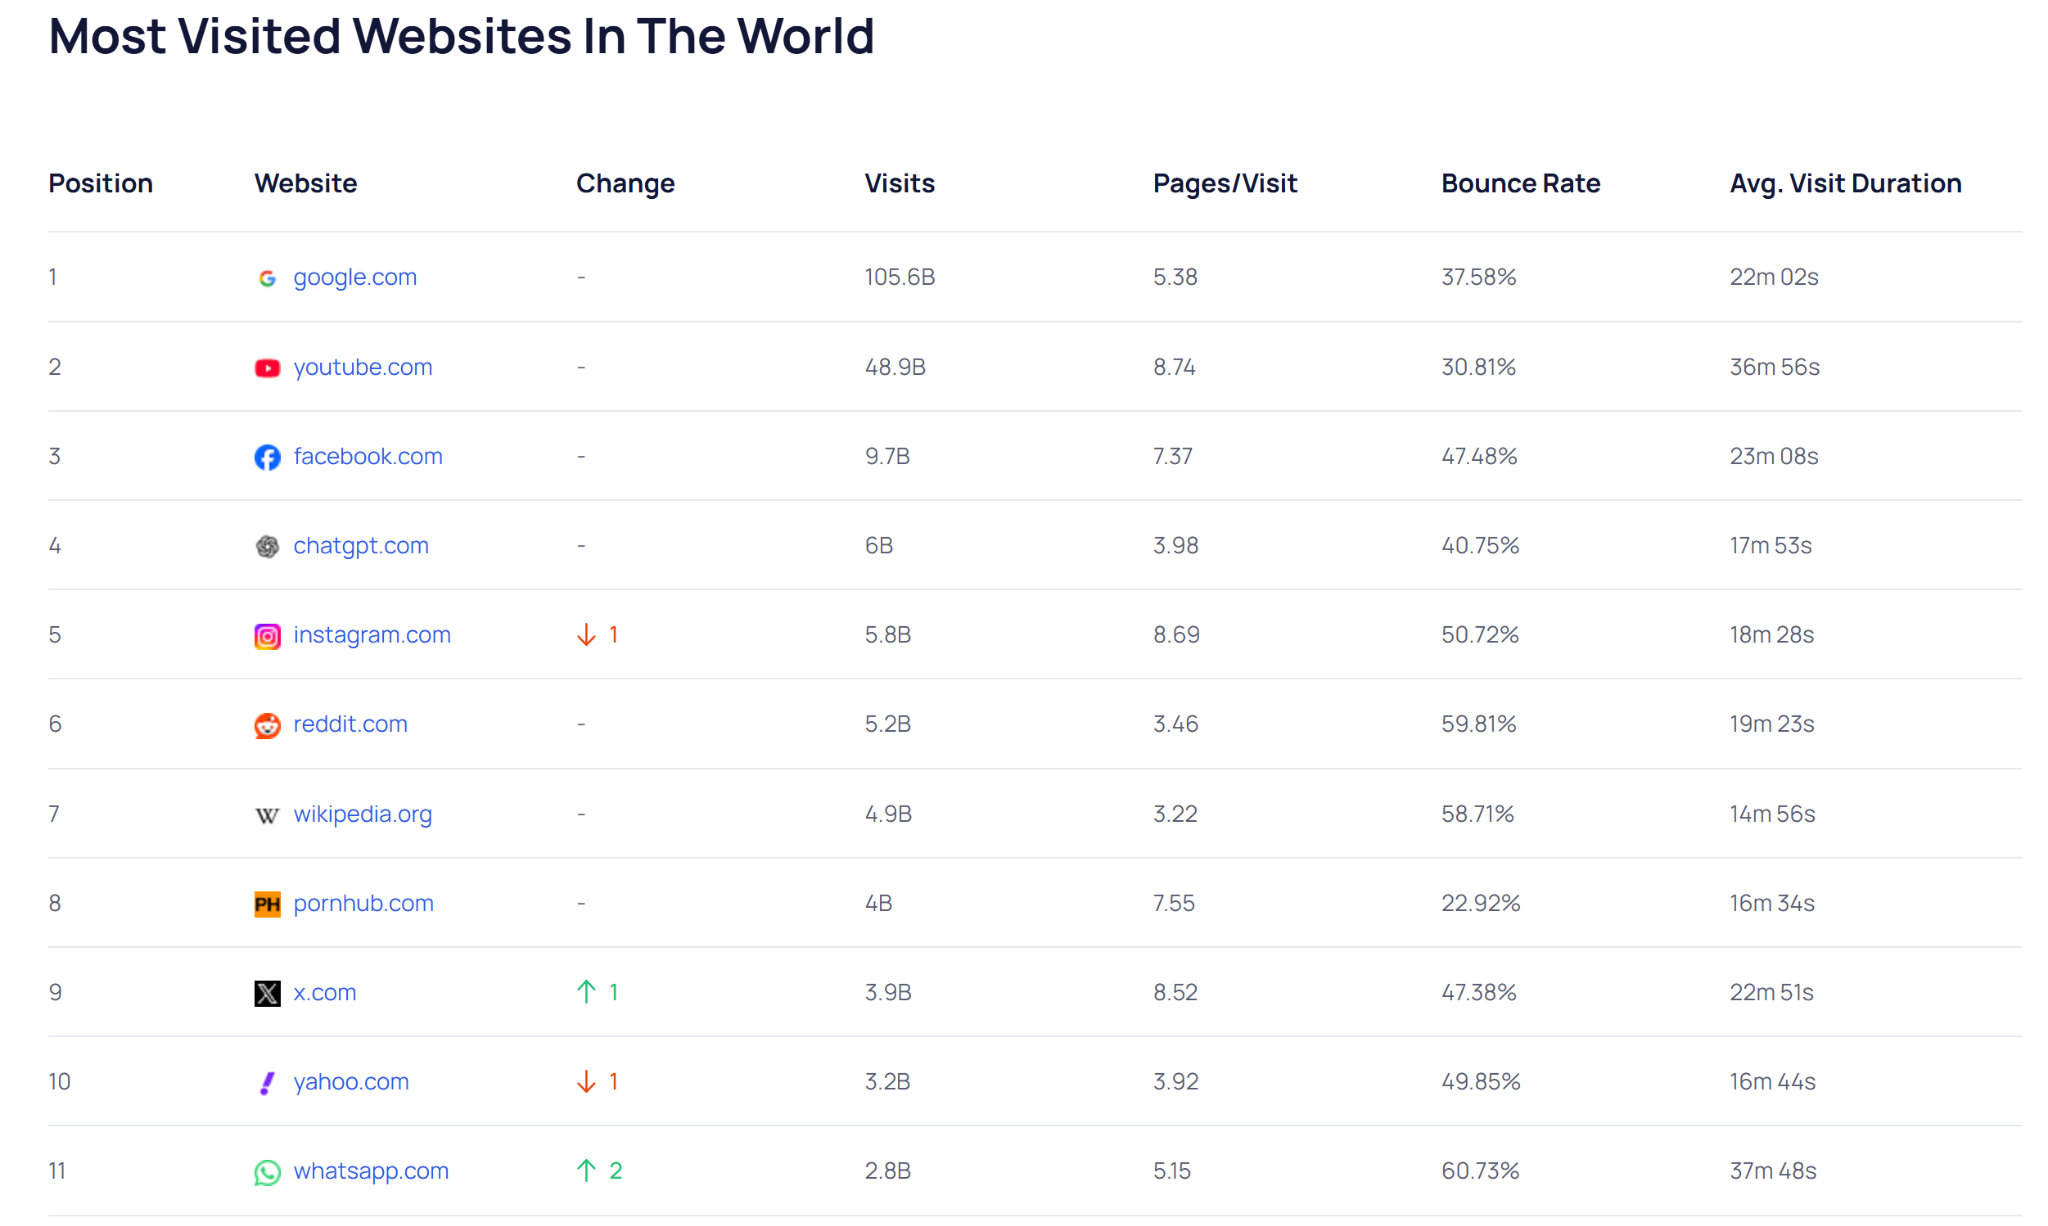 Most Visited Websites In The World
Position Website Change Visits Pages/Visit Bounce Rate Avg. Visit Duration
1 google.com - 105.6B 5.38 37.58% 22m 02s
2 youtube.com - 48.9B 8.74 30.81% 36m 56s
3 facebook.com - 9.7B 7.37 47.48% 23m 08s
4 chatgpt.com - 6B 3.98 40.75% 17m 53s
5 instagram.com ↓ 1 5.8B 8.69 50.72% 18m 28s
6 reddit.com - 5.2B 3.46 59.81% 19m 23s
7 W wikipedia.org - 4.9B 3.22 58.71% 14m 56s
8 PH pornhub.com - 4B 7.55 22.92% 16m 34s
9 X x.com ↑ 1 3.9B 8.52 47.38% 22m 51s
10 yahoo.com ↓ 1 3.2B 3.92 49.85% 16m 44s
11 whatsapp.com ↑ 2 2.8B 5.15 60.73% 37m 48s